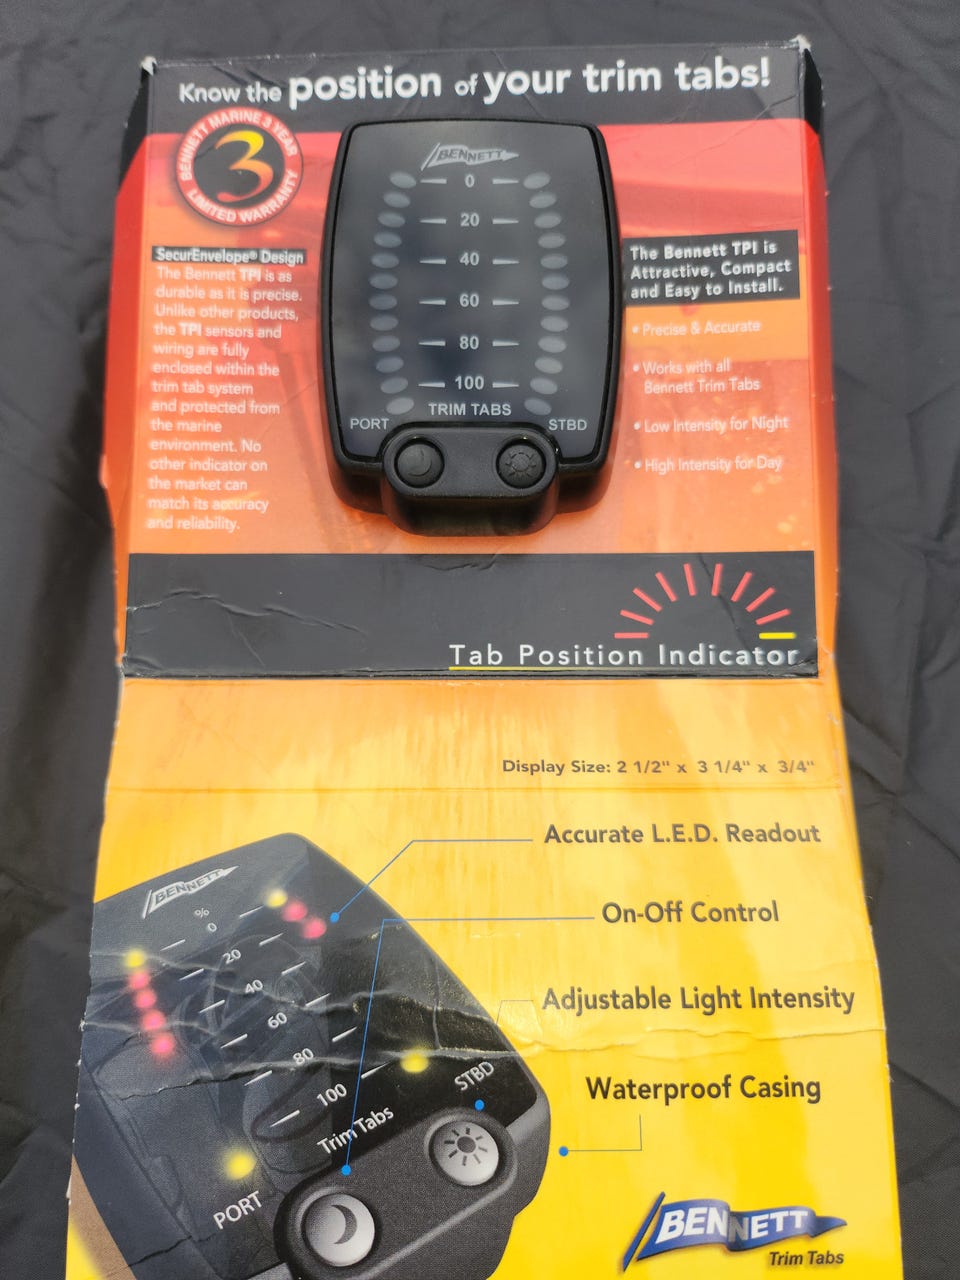 Know the position of your trim tabs!
BENNETT MARINE 3 YEAR
3
LIMITED WARRANTY
SecurEnvelope® Design
The Bennett TPI is as
durable as it is precise.
Unlike other products,
the TPI sensors and
wiring are fully
enclosed within the
trim tab system
and protected from
the marine
environment. No
other indicator on
the market can
match its accuracy
and reliability.
BENNETT
0
20
40
60
80
100
TRIM TABS
PORT
STBD
The Bennett TPI is
Attractive, Compact
and Easy to Install.
• Precise & Accurate
• Works with all
Bennett Trim Tabs
• Low Intensity for Night
• High Intensity for Day
Tab Position Indicator
Display Size: 2 1/2" x 3 1/4" x 3/4"
Accurate L.E.D. Readout
On-Off Control
Adjustable Light Intensity
Waterproof Casing
BENNETT
%
0
20
40
60
80
100
Trim Tabs
STBD
PORT
BENNETT
Trim Tabs